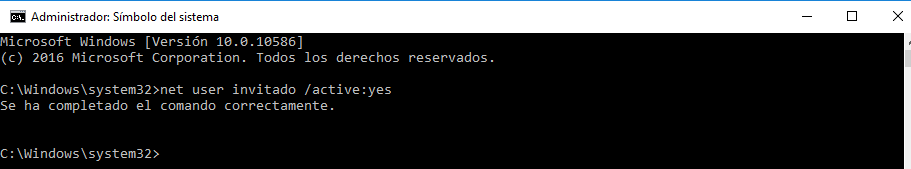 Administrador: Símbolo del sistema
Microsoft Windows [Versión 10.0.10586]
(c) 2016 Microsoft Corporation. Todos los derechos reservados.
C:\Windows\system32>net user invitado /active:yes
Se ha completado el comando correctamente.
C:\Windows\system32>